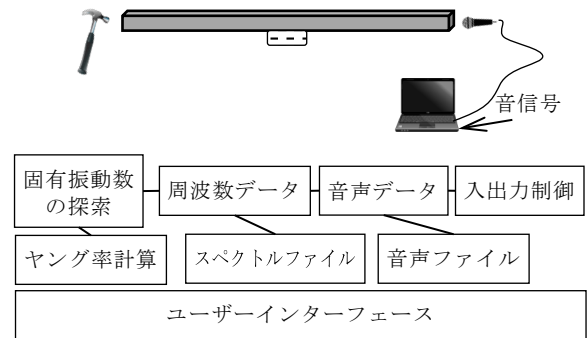 音信号
固有振動数
の探索
周波数データ
音声データ
入出力制御
ヤング率計算
スペクトルファイル
音声ファイル
ユーザーインターフェース